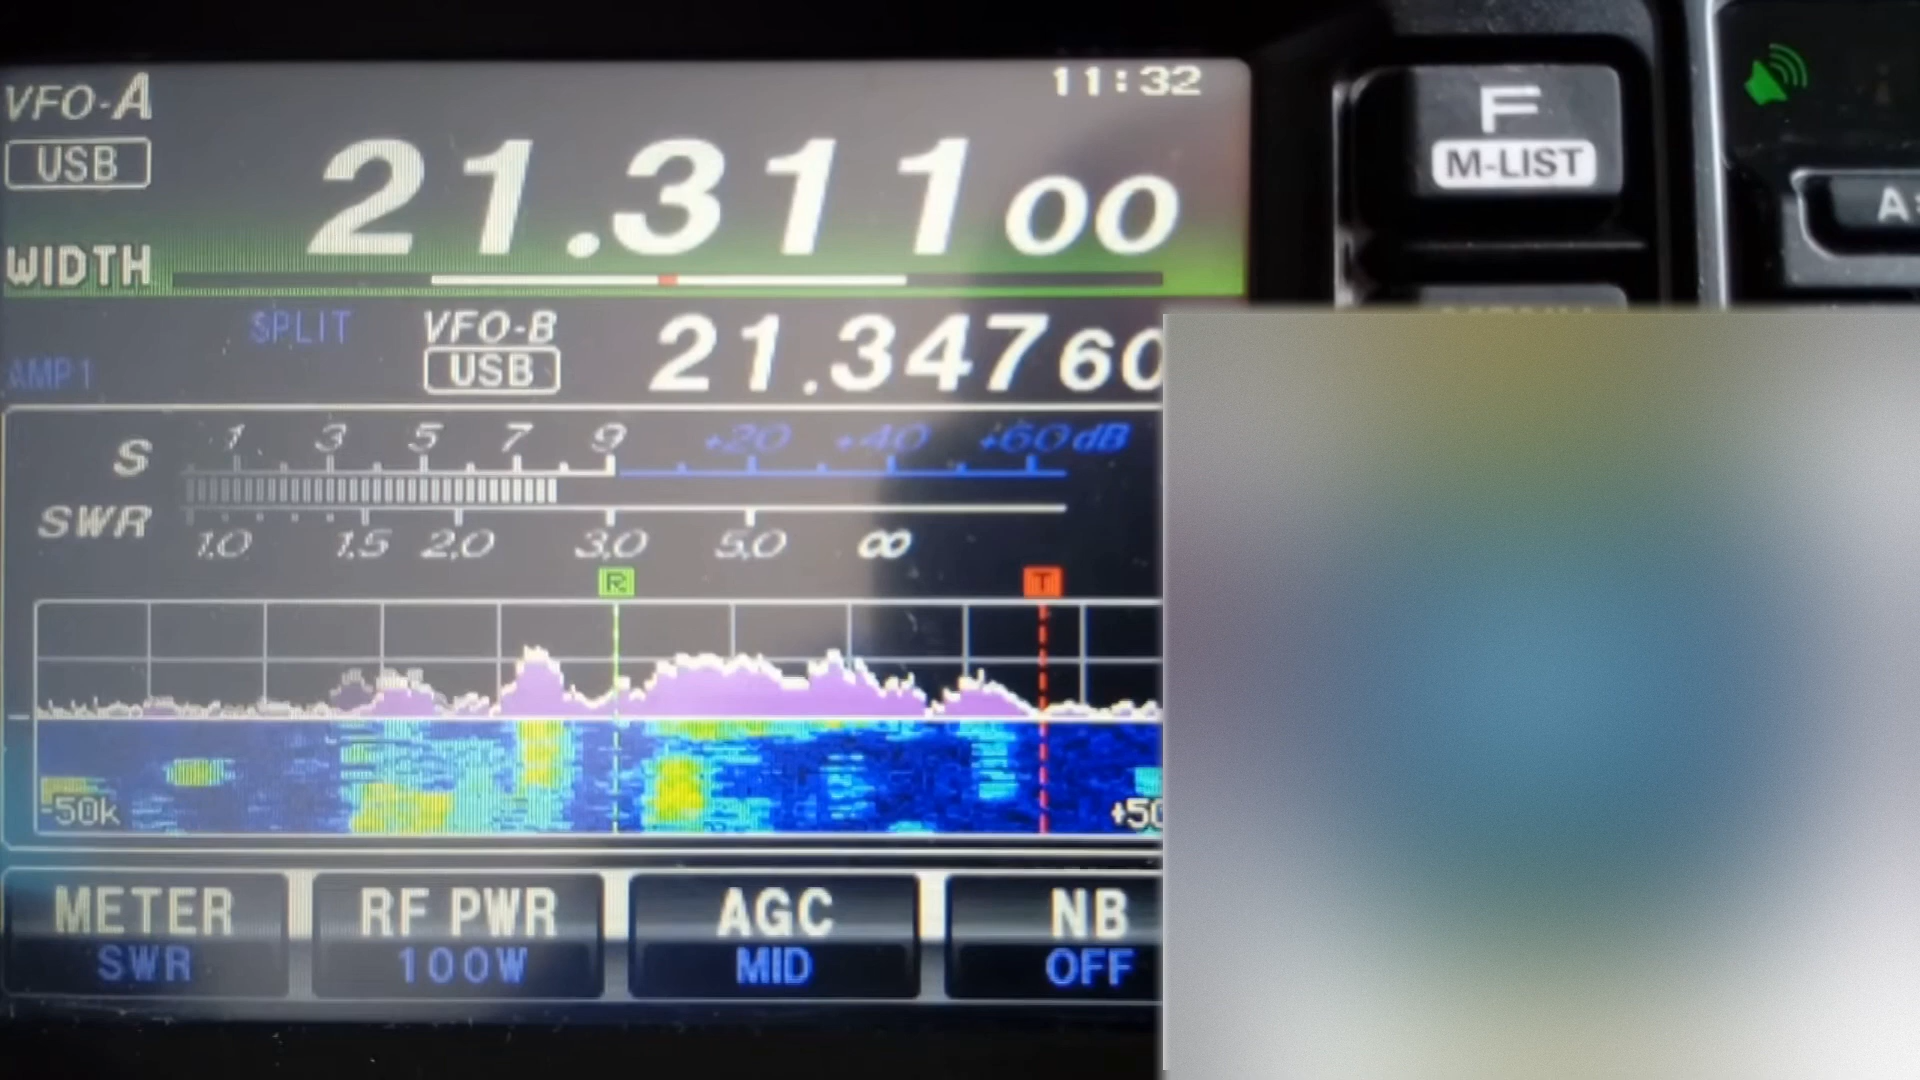 11:32
VFO-A
USB
21.311 00
WIDTH
SPLIT
VFO-B
USB
21.347 60
AMP1
S 1 3 5 7 9 +20 +40 +60dB
SWR 1.0 1.5 2.0 3.0 5.0 ∞
R T
-50k
METER
SWR
RF PWR
100W
AGC
MID
NB
OFF
F
M-LIST